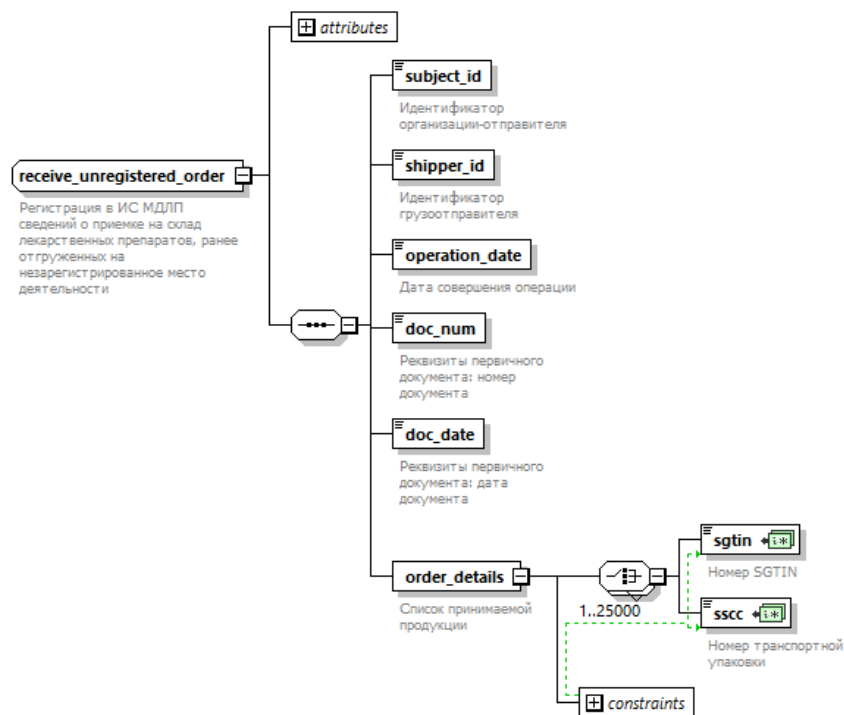 attributes
subject_id
Идентификатор
организации-отправителя
shipper_id
Идентификатор
грузоотправителя
receive_unregistered_order
Регистрация в ИС МДЛП
сведений о приемке на склад
лекарственных препаратов, ранее
отгруженных на
незарегистрированное место
деятельности
operation_date
Дата совершения операции
doc_num
Реквизиты первичного
документа: номер
документа
doc_date
Реквизиты первичного
документа: дата
документа
order_details
Список принимаемой
продукции
1..25000
sgtin
Номер SGTIN
sscc
Номер транспортной
упаковки
constraints